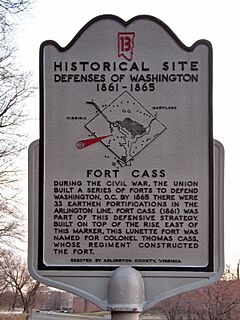 13
HISTORICAL SITE
DEFENSES OF WASHINGTON
1861-1865
D.C.
MARYLAND
VIRGINIA
FORT CASS
DURING THE CIVIL WAR, THE UNION
BUILT A SERIES OF FORTS TO DEFEND
WASHINGTON, D.C. BY 1865 THERE WERE
33 EARTHEN FORTIFICATIONS IN THE
ARLINGTON LINE. FORT CASS (1861) WAS
PART OF THIS DEFENSIVE STRATEGY.
BUILT ON TOP OF THE RISE EAST OF
THIS MARKER, THIS LUNETTE FORT WAS
NAMED FOR COLONEL THOMAS CASS,
WHOSE REGIMENT CONSTRUCTED
THE FORT.
ERECTED BY ARLINGTON COUNTY, VIRGINIA